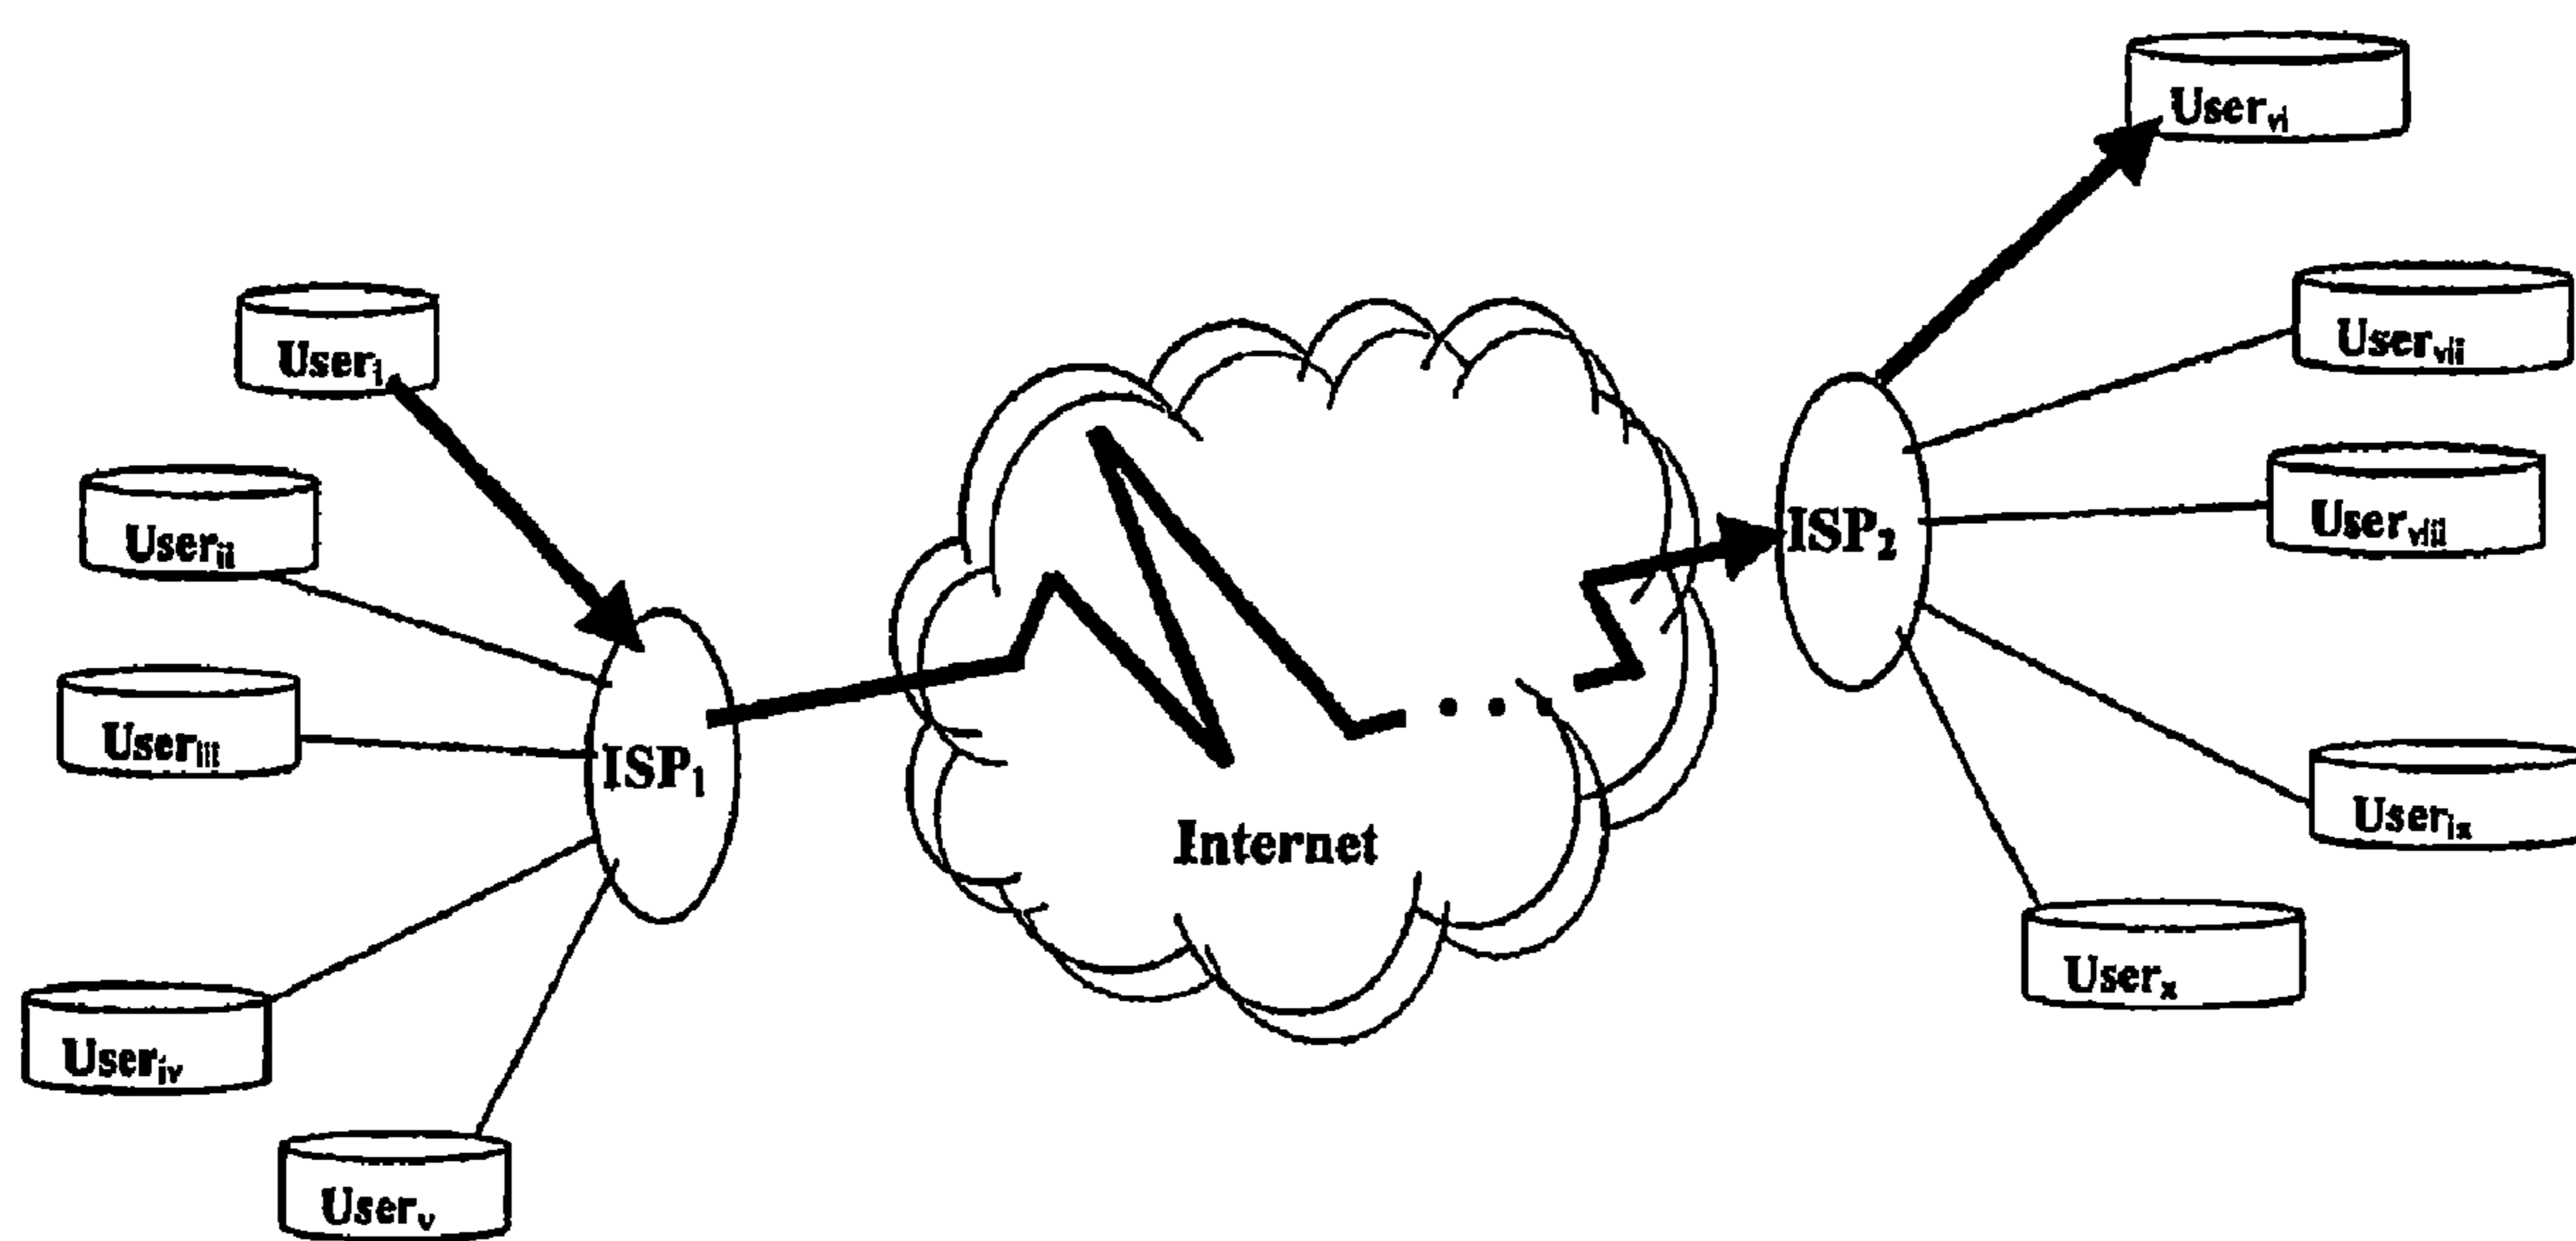 User_i
User_ii
User_iii
User_iv
User_v
ISP_1
Internet
ISP_2
User_vi
User_vii
User_viii
User_ix
User_x